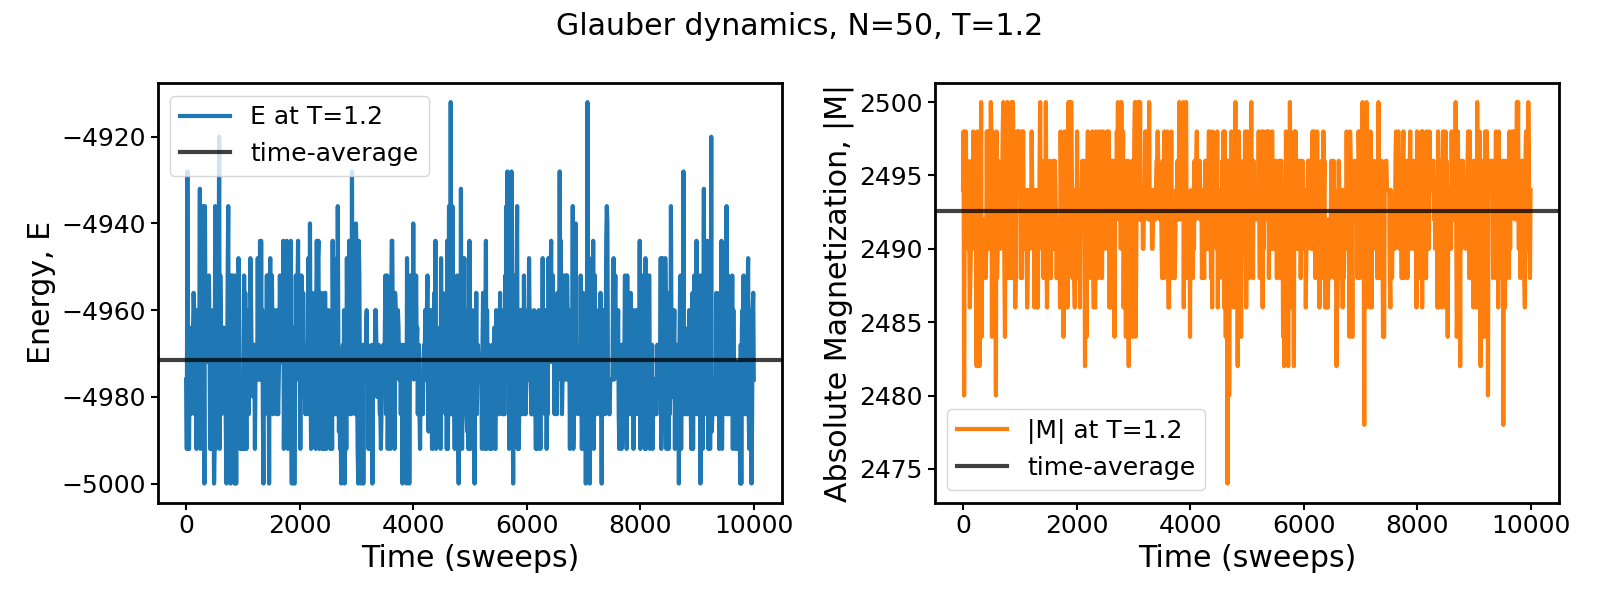 Glauber dynamics, N=50, T=1.2
Energy, E
−4920
−4940
−4960
−4980
−5000
E at T=1.2
time-average
0 2000 4000 6000 8000 10000
Time (sweeps)
Absolute Magnetization, |M|
2500
2495
2490
2485
2480
2475
|M| at T=1.2
time-average
0 2000 4000 6000 8000 10000
Time (sweeps)